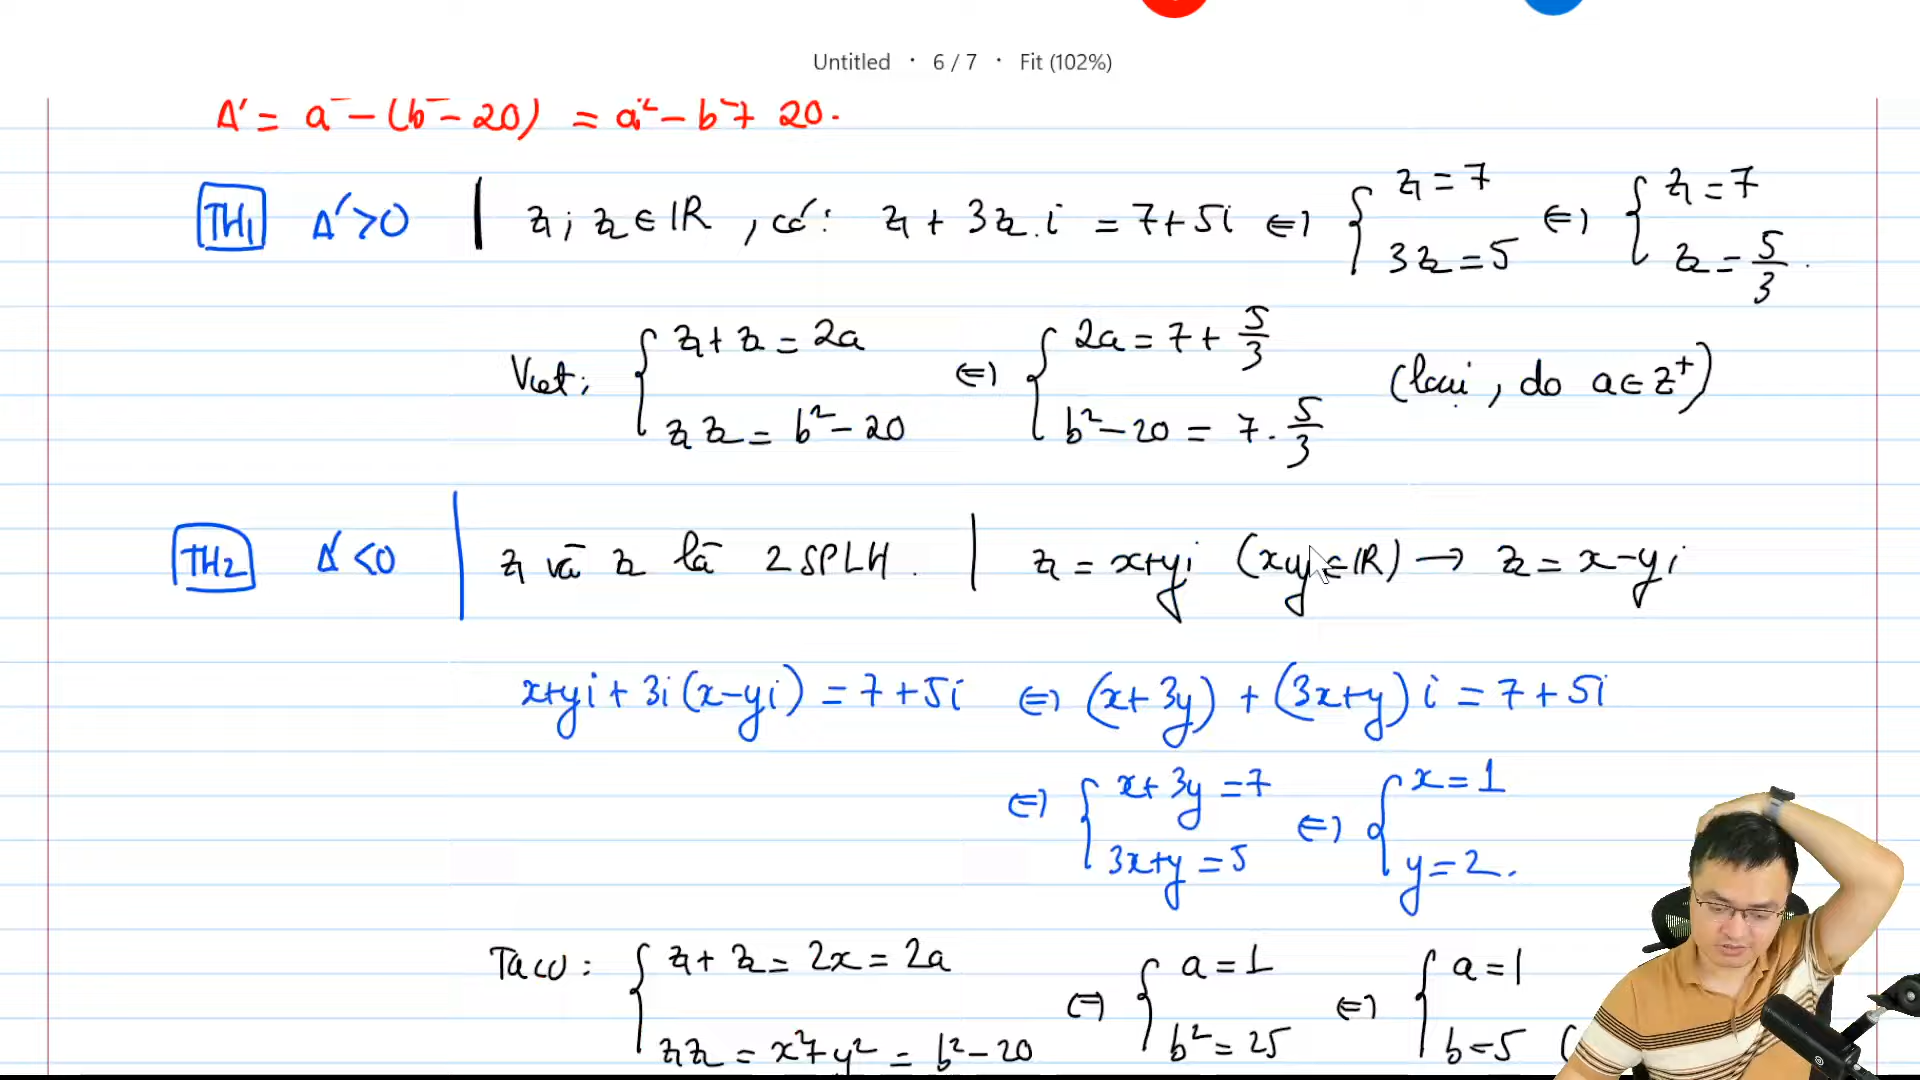 Untitled · 6 / 7 · Fit (102%)
Δ' = a² − (b² − 20) = a² − b² + 20.
TH1 Δ' > 0 | z₁; z₂ ∈ IR, có: z₁ + 3z₂.i = 7 + 5i ⇔ { z₁ = 7 ⇔ { z₁ = 7
3z₂ = 5 z₂ = 5/3.
Viet: { z₁ + z₂ = 2a ⇔ { 2a = 7 + 5/3 (loại, do a ∈ Z⁺)
z₁z₂ = b² − 20 b² − 20 = 7.5/3
TH2 Δ' < 0 | z₁ và z₂ là 2 SPLH. | z₁ = x+yi (x,y ∈ IR) → z₂ = x−yi
x+yi + 3i(x−yi) = 7 + 5i ⇔ (x+3y) + (3x+y)i = 7 + 5i
⇔ { x + 3y = 7 ⇔ { x = 1
3x+y = 5 y = 2.
Ta có: { z₁ + z₂ = 2x = 2a ⇔ { a = 1 ⇔ { a = 1
z₁z₂ = x² + y² = b² − 20 b² = 25 b = 5 (